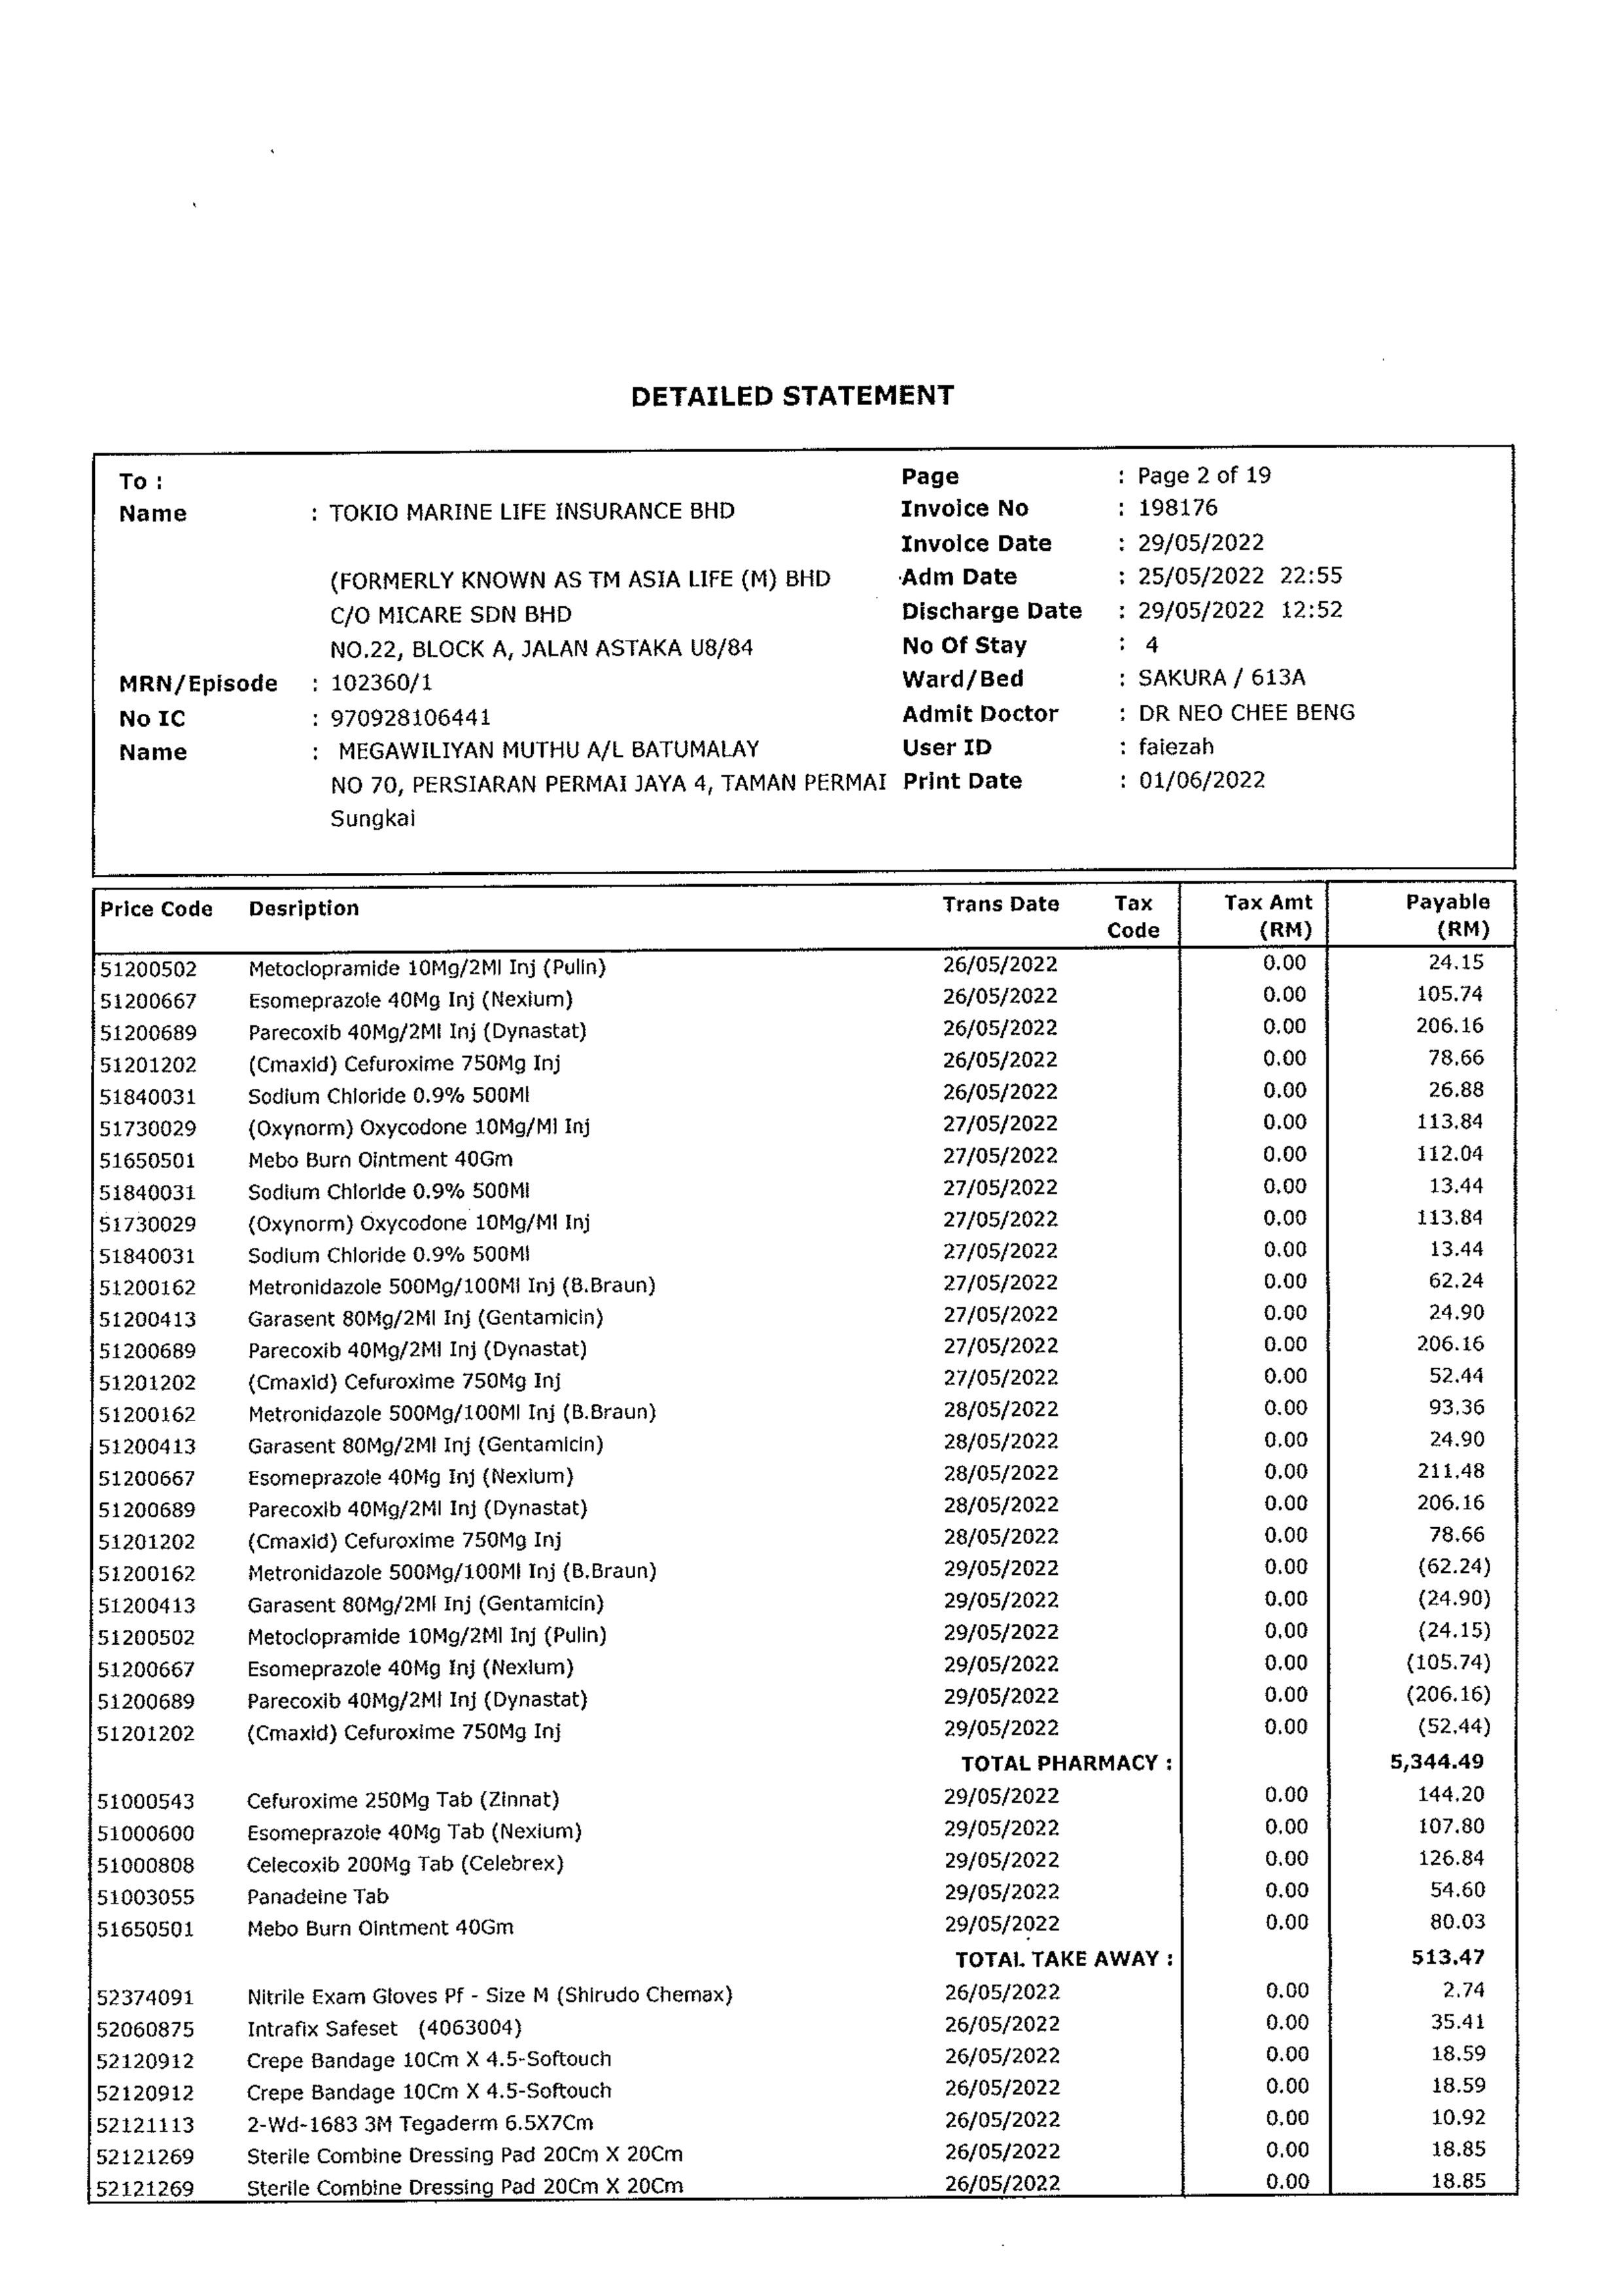 DETAILED STATEMENT
To :
Name : TOKIO MARINE LIFE INSURANCE BHD
(FORMERLY KNOWN AS TM ASIA LIFE (M) BHD
C/O MICARE SDN BHD
NO.22, BLOCK A, JALAN ASTAKA U8/84
MRN/Episode : 102360/1
No IC : 970928106441
Name : MEGAWILIYAN MUTHU A/L BATUMALAY
NO 70, PERSIARAN PERMAI JAYA 4, TAMAN PERMAI
Sungkai
Page : Page 2 of 19
Invoice No : 198176
Invoice Date : 29/05/2022
Adm Date : 25/05/2022 22:55
Discharge Date : 29/05/2022 12:52
No Of Stay : 4
Ward/Bed : SAKURA / 613A
Admit Doctor : DR NEO CHEE BENG
User ID : faiezah
Print Date : 01/06/2022
Price Code Desription Trans Date Tax Code Tax Amt (RM) Payable (RM)
51200502 Metoclopramide 10Mg/2Ml Inj (Pulin) 26/05/2022 0.00 24.15
51200667 Esomeprazole 40Mg Inj (Nexium) 26/05/2022 0.00 105.74
51200689 Parecoxib 40Mg/2Ml Inj (Dynastat) 26/05/2022 0.00 206.16
51201202 (Cmaxid) Cefuroxime 750Mg Inj 26/05/2022 0.00 78.66
51840031 Sodium Chloride 0.9% 500Ml 26/05/2022 0.00 26.88
51730029 (Oxynorm) Oxycodone 10Mg/Ml Inj 27/05/2022 0.00 113.84
51650501 Mebo Burn Ointment 40Gm 27/05/2022 0.00 112.04
51840031 Sodium Chloride 0.9% 500Ml 27/05/2022 0.00 13.44
51730029 (Oxynorm) Oxycodone 10Mg/Ml Inj 27/05/2022 0.00 113.84
51840031 Sodium Chloride 0.9% 500Ml 27/05/2022 0.00 13.44
51200162 Metronidazole 500Mg/100Ml Inj (B.Braun) 27/05/2022 0.00 62.24
51200413 Garasent 80Mg/2Ml Inj (Gentamicin) 27/05/2022 0.00 24.90
51200689 Parecoxib 40Mg/2Ml Inj (Dynastat) 27/05/2022 0.00 206.16
51201202 (Cmaxid) Cefuroxime 750Mg Inj 27/05/2022 0.00 52.44
51200162 Metronidazole 500Mg/100Ml Inj (B.Braun) 28/05/2022 0.00 93.36
51200413 Garasent 80Mg/2Ml Inj (Gentamicin) 28/05/2022 0.00 24.90
51200667 Esomeprazole 40Mg Inj (Nexium) 28/05/2022 0.00 211.48
51200689 Parecoxib 40Mg/2Ml Inj (Dynastat) 28/05/2022 0.00 206.16
51201202 (Cmaxid) Cefuroxime 750Mg Inj 28/05/2022 0.00 78.66
51200162 Metronidazole 500Mg/100Ml Inj (B.Braun) 29/05/2022 0.00 (62.24)
51200413 Garasent 80Mg/2Ml Inj (Gentamicin) 29/05/2022 0.00 (24.90)
51200502 Metoclopramide 10Mg/2Ml Inj (Pulin) 29/05/2022 0.00 (24.15)
51200667 Esomeprazole 40Mg Inj (Nexium) 29/05/2022 0.00 (105.74)
51200689 Parecoxib 40Mg/2Ml Inj (Dynastat) 29/05/2022 0.00 (206.16)
51201202 (Cmaxid) Cefuroxime 750Mg Inj 29/05/2022 0.00 (52.44)
TOTAL PHARMACY : 5,344.49
51000543 Cefuroxime 250Mg Tab (Zinnat) 29/05/2022 0.00 144.20
51000600 Esomeprazole 40Mg Tab (Nexium) 29/05/2022 0.00 107.80
51000808 Celecoxib 200Mg Tab (Celebrex) 29/05/2022 0.00 126.84
51003055 Panadeine Tab 29/05/2022 0.00 54.60
51650501 Mebo Burn Ointment 40Gm 29/05/2022 0.00 80.03
TOTAL TAKE AWAY : 513.47
52374091 Nitrile Exam Gloves Pf - Size M (Shirudo Chemax) 26/05/2022 0.00 2.74
52060875 Intrafix Safeset (4063004) 26/05/2022 0.00 35.41
52120912 Crepe Bandage 10Cm X 4.5-Softouch 26/05/2022 0.00 18.59
52120912 Crepe Bandage 10Cm X 4.5-Softouch 26/05/2022 0.00 18.59
52121113 2-Wd-1683 3M Tegaderm 6.5X7Cm 26/05/2022 0.00 10.92
52121269 Sterile Combine Dressing Pad 20Cm X 20Cm 26/05/2022 0.00 18.85
52121269 Sterile Combine Dressing Pad 20Cm X 20Cm 26/05/2022 0.00 18.85